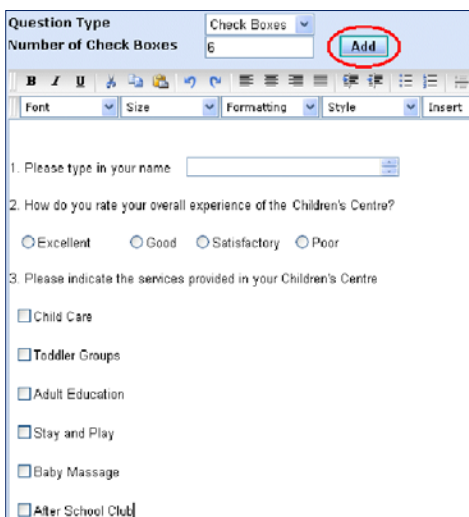 Question Type Check Boxes
Number of Check Boxes 6 Add
B I U
Font Size Formatting Style Insert
1. Please type in your name
2. How do you rate your overall experience of the Children's Centre?
Excellent Good Satisfactory Poor
3. Please indicate the services provided in your Children's Centre
Child Care
Toddler Groups
Adult Education
Stay and Play
Baby Massage
After School Club